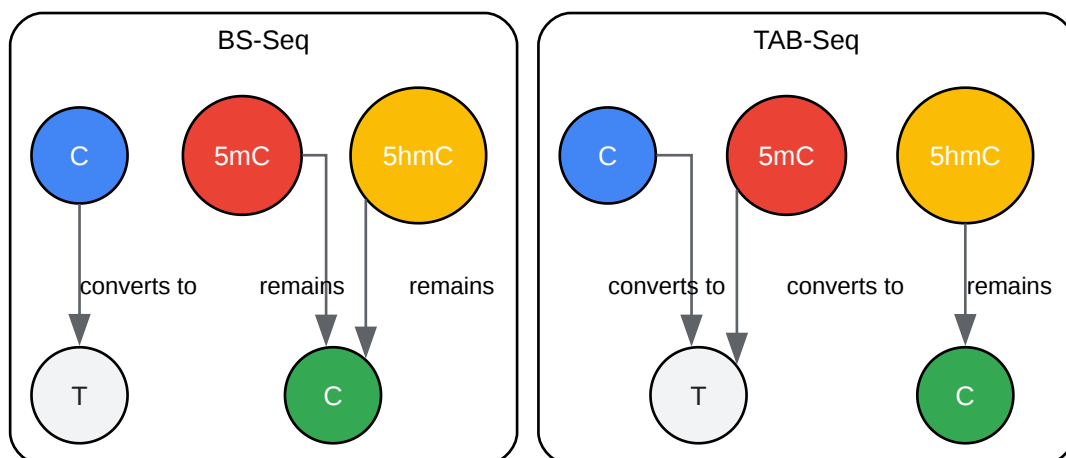 BS-Seq
C
5mC
5hmC
converts to
remains
remains
T
C
TAB-Seq
C
5mC
5hmC
converts to
converts to
remains
T
C